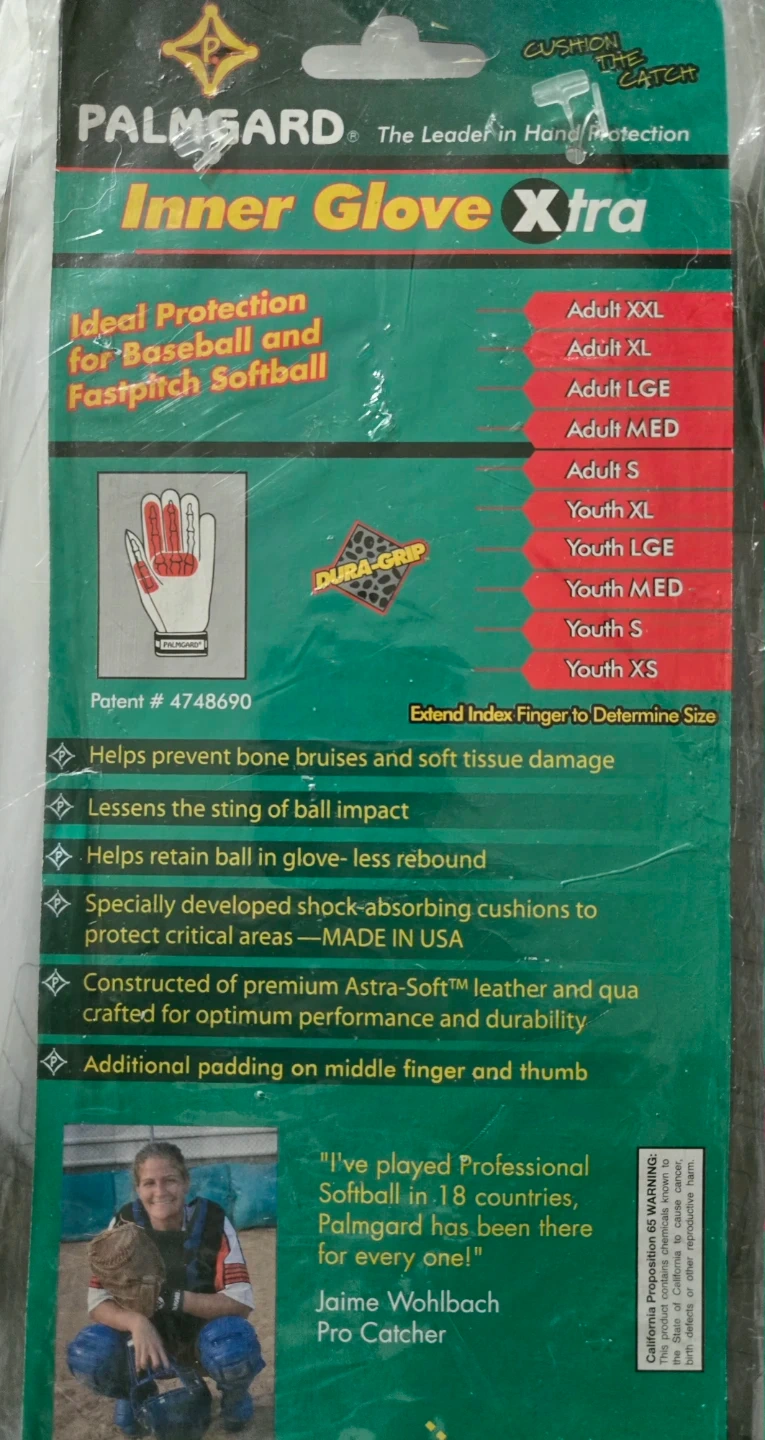 P.
CUSHION
THE
CATCH
PALMGARD® The Leader in Hand Protection
Inner Glove Xtra
Ideal Protection
for Baseball and
Fastpitch Softball
Adult XXL
Adult XL
Adult LGE
Adult MED
Adult S
Youth XL
Youth LGE
Youth MED
Youth S
Youth XS
PALMGARD®
DURA-GRIP™
Patent # 4748690
Extend Index Finger to Determine Size
P Helps prevent bone bruises and soft tissue damage
P Lessens the sting of ball impact
P Helps retain ball in glove- less rebound
P Specially developed shock-absorbing cushions to
protect critical areas —MADE IN USA
P Constructed of premium Astra-Soft™ leather and qua
crafted for optimum performance and durability
P Additional padding on middle finger and thumb
"I've played Professional
Softball in 18 countries,
Palmgard has been there
for every one!"
Jaime Wohlbach
Pro Catcher
California Proposition 65 WARNING:
This product contains chemicals known to
the State of California to cause cancer,
birth defects or other reproductive harm.